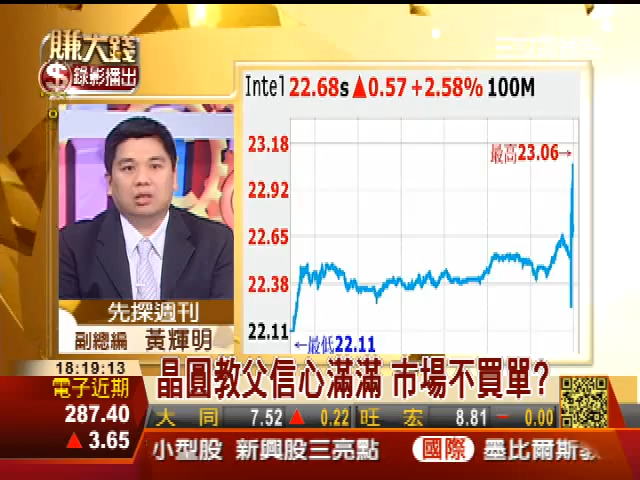 賺大錢
$錄影播出
Intel 22.68s▲0.57 +2.58% 100M
23.18
最高23.06→
22.92
22.65
22.38
22.11
←最低22.11
先探週刊
副總編 黃輝明
晶圓教父信心滿滿 市場不買單?
18:19:13
電子近期
287.40
▲ 3.65
大 同 7.52 ▲ 0.22 旺 宏 8.81 － 0.00
小型股 新興股三亮點 國際 墨比爾斯